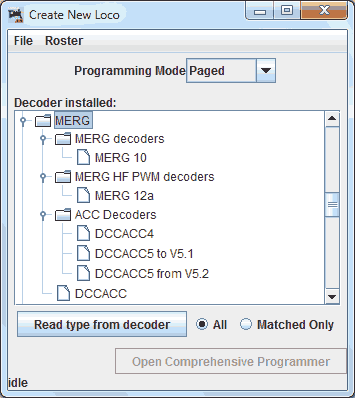 Create New Loco
File Roster
Programming Mode Paged
Decoder installed:
MERG
MERG decoders
MERG 10
MERG HF PWM decoders
MERG 12a
ACC Decoders
DCCACC4
DCCACC5 to V5.1
DCCACC5 from V5.2
DCCACC
Read type from decoder All Matched Only
Open Comprehensive Programmer
idle